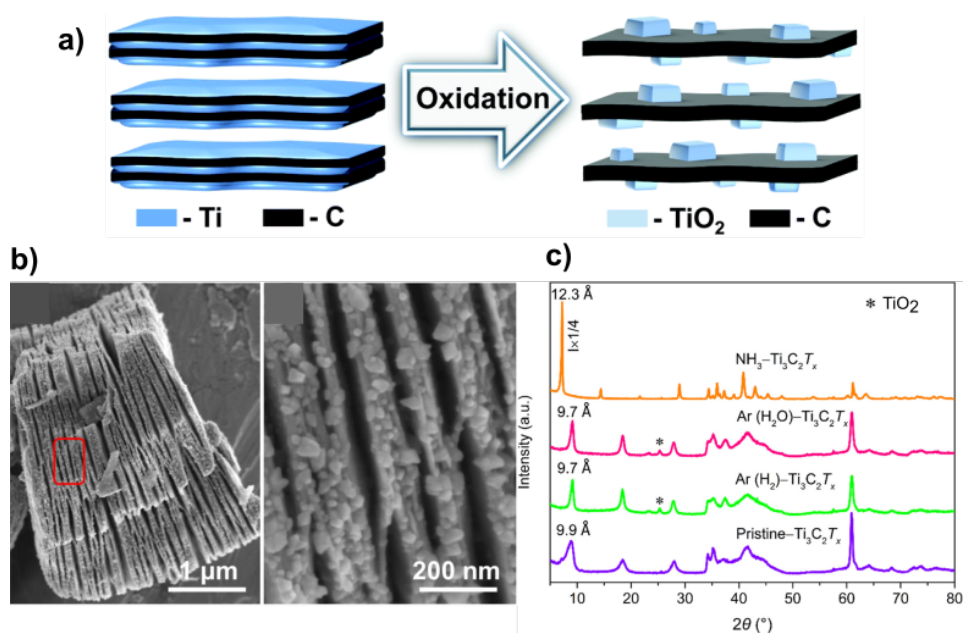 a)
Oxidation
- Ti - C - TiO2 - C
b)
1 µm
200 nm
c)
12.3 Å
I×1/4
* TiO2
NH3–Ti3C2Tx
9.7 Å
Ar (H2O)–Ti3C2Tx
*
9.7 Å
Ar (H2)–Ti3C2Tx
*
9.9 Å
Pristine–Ti3C2Tx
Intensity (a.u.)
10 20 30 40 50 60 70 80
2θ (°)